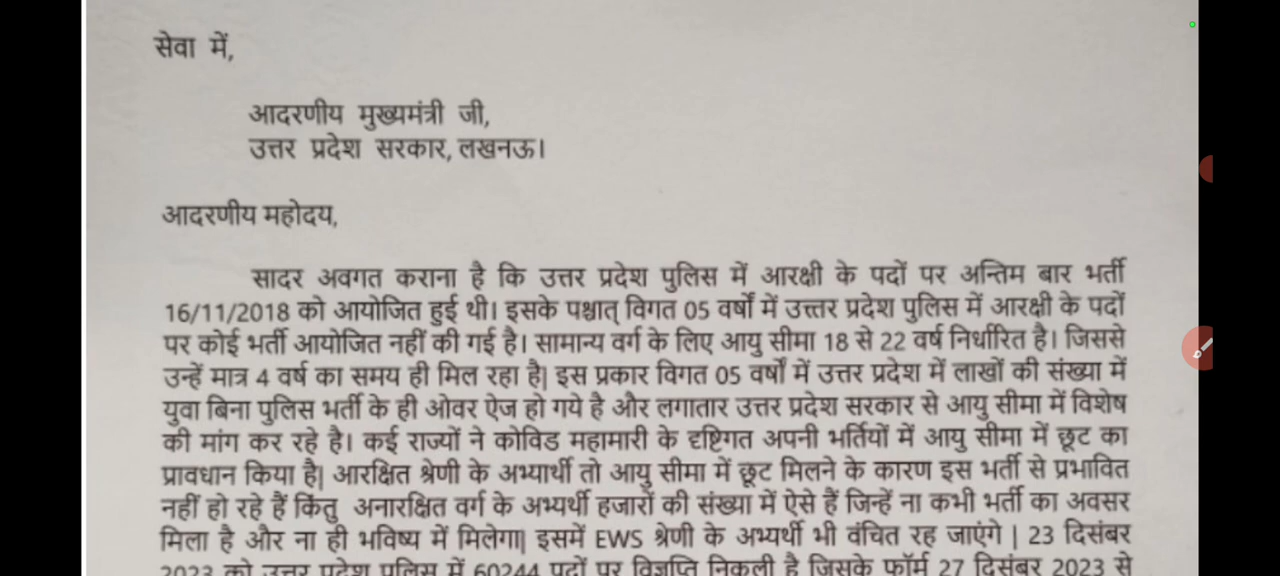 सेवा में,
आदरणीय मुख्यमंत्री जी,
उत्तर प्रदेश सरकार, लखनऊ।
आदरणीय महोदय,
सादर अवगत कराना है कि उत्तर प्रदेश पुलिस में आरक्षी के पदों पर अन्तिम बार भर्ती
16/11/2018 को आयोजित हुई थी। इसके पश्चात् विगत 05 वर्षों में उत्त्तर प्रदेश पुलिस में आरक्षी के पदों
पर कोई भर्ती आयोजित नहीं की गई है। सामान्य वर्ग के लिए आयु सीमा 18 से 22 वर्ष निर्धारित है। जिससे
उन्हें मात्र 4 वर्ष का समय ही मिल रहा है| इस प्रकार विगत 05 वर्षों में उत्तर प्रदेश में लाखों की संख्या में
युवा बिना पुलिस भर्ती के ही ओवर ऐज हो गये है और लगातार उत्तर प्रदेश सरकार से आयु सीमा में विशेष
की मांग कर रहे है। कई राज्यों ने कोविड महामारी के दृष्टिगत अपनी भर्तियों में आयु सीमा में छूट का
प्रावधान किया है| आरक्षित श्रेणी के अभ्यार्थी तो आयु सीमा में छूट मिलने के कारण इस भर्ती से प्रभावित
नहीं हो रहे हैं किंतु अनारक्षित वर्ग के अभ्यर्थी हजारों की संख्या में ऐसे हैं जिन्हें ना कभी भर्ती का अवसर
मिला है और ना ही भविष्य में मिलेगा| इसमें EWS श्रेणी के अभ्यर्थी भी वंचित रह जाएंगे | 23 दिसंबर
2023 को उत्तर प्रदेश पुलिस में 60244 पदों पर विज्ञप्ति निकली है जिसके फॉर्म 27 दिसंबर 2023 से